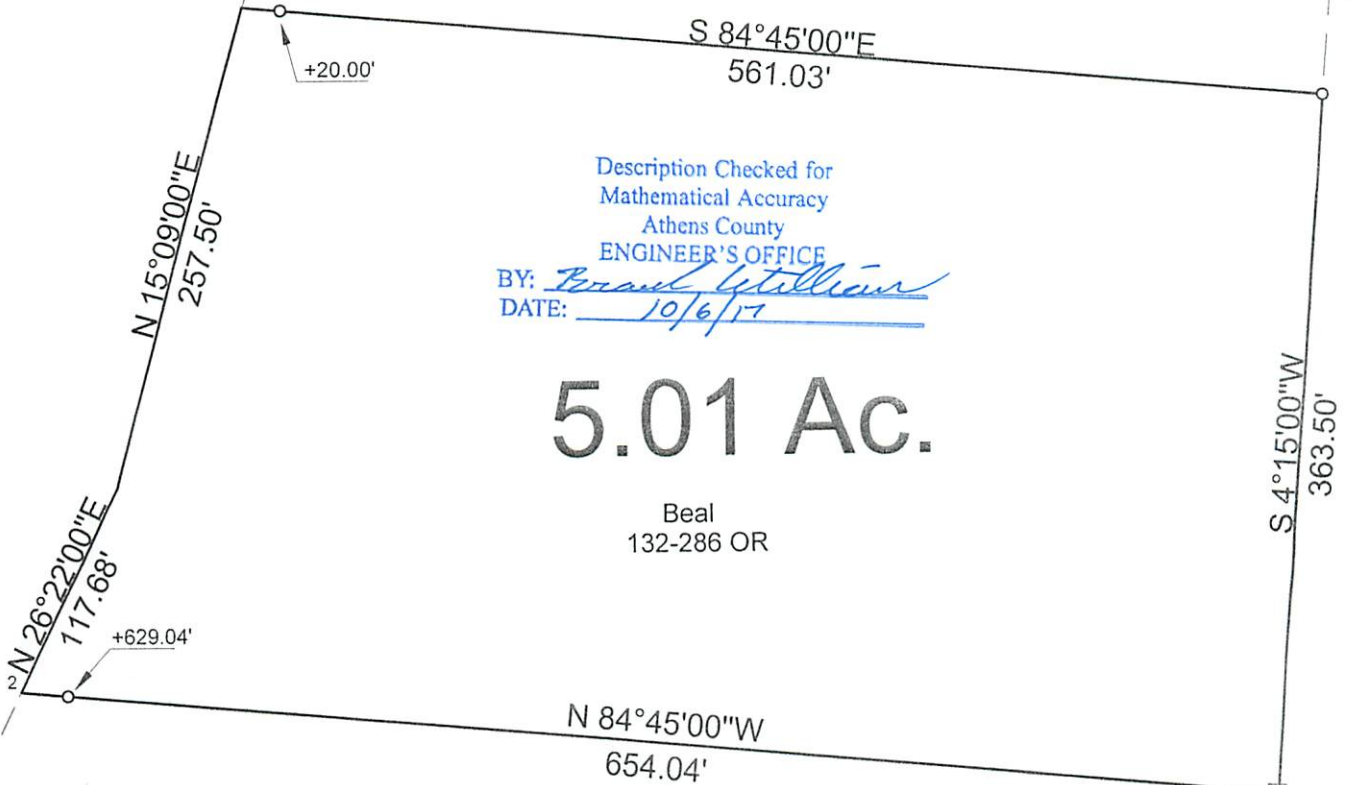 S 84°45'00"E
561.03'
+20.00'
N 15°09'00"E
257.50'
Description Checked for
Mathematical Accuracy
Athens County
ENGINEER'S OFFICE
BY:
DATE: 10/6/17
5.01 Ac.
Beal
132-286 OR
S 4°15'00"W
363.50'
N 26°22'00"E
117.68'
+629.04'
2
N 84°45'00"W
654.04'